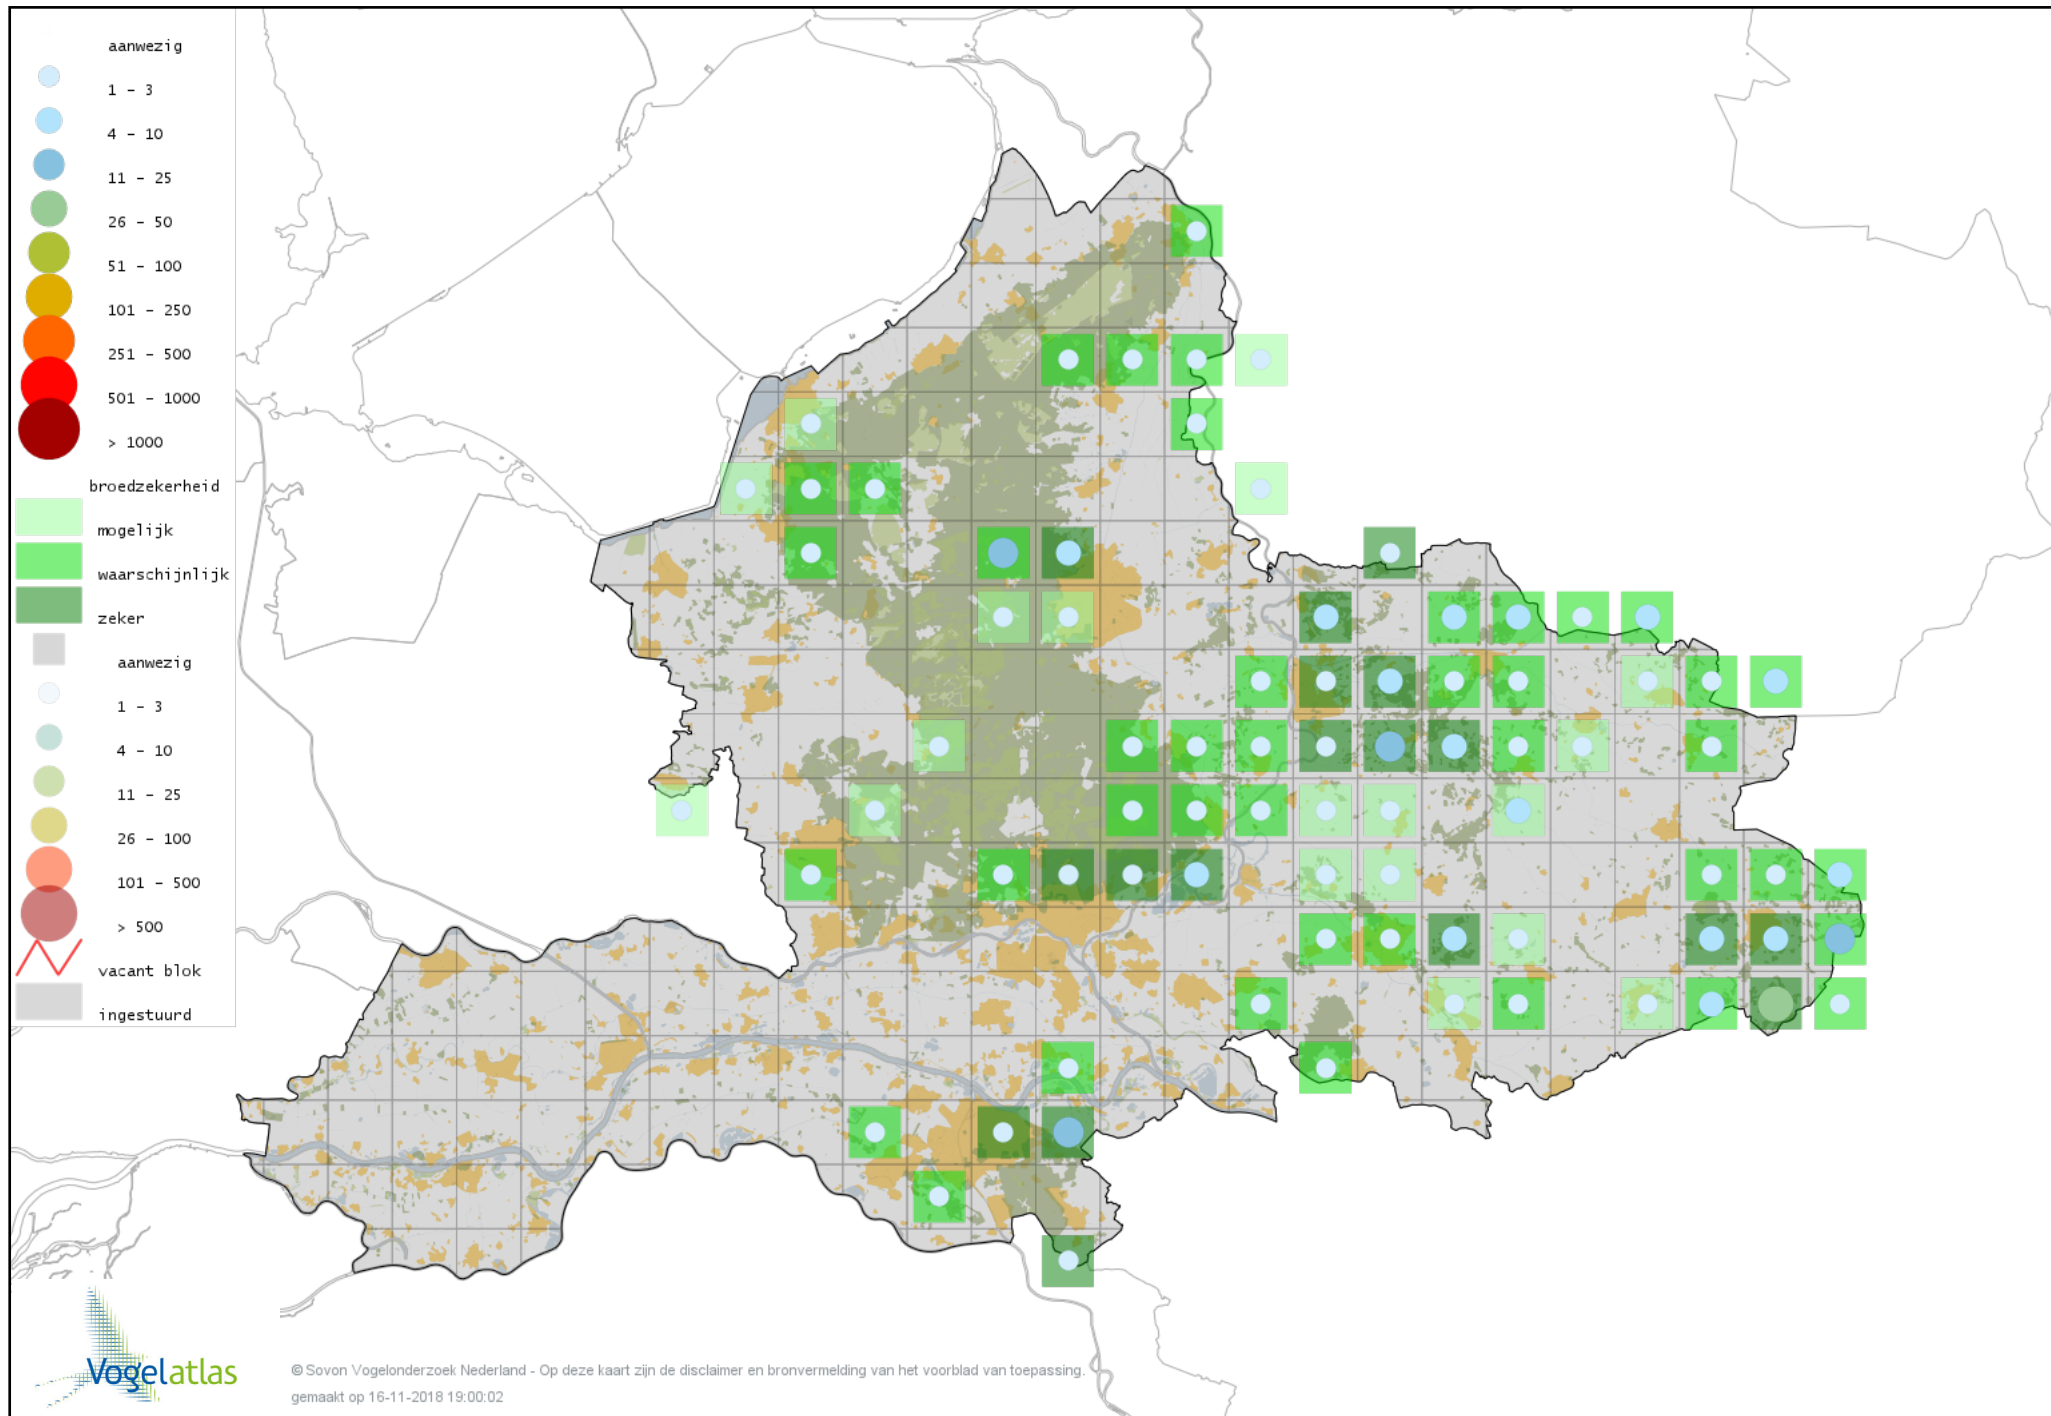 aanwezig
1 - 3
4 - 10
11 - 25
26 - 50
51 - 100
101 - 250
251 - 500
501 - 1000
> 1000
broedzekerheid
mogelijk
waarschijnlijk
zeker
aanwezig
1 - 3
4 - 10
11 - 25
26 - 100
101 - 500
> 500
vacant blok
ingestuurd
Vogelatlas
© Sovon Vogelonderzoek Nederland - Op deze kaart zijn de disclaimer en bronvermelding van het voorblad van toepassing.
gemaakt op 16-11-2018 19:00:02